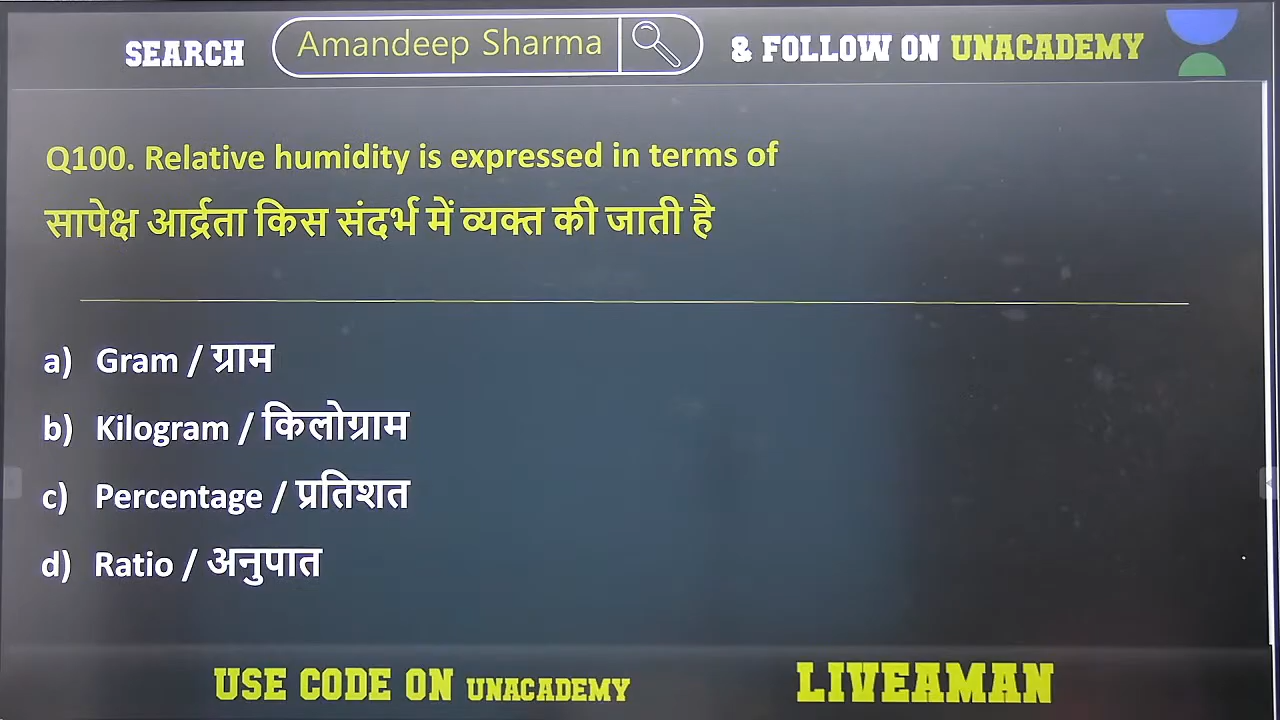 SEARCH Amandeep Sharma & FOLLOW ON UNACADEMY
Q100. Relative humidity is expressed in terms of
सापेक्ष आर्द्रता किस संदर्भ में व्यक्त की जाती है
a) Gram / ग्राम
b) Kilogram / किलोग्राम
c) Percentage / प्रतिशत
d) Ratio / अनुपात
USE CODE ON UNACADEMY LIVEAMAN